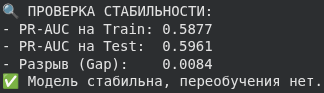 🔍 ПРОВЕРКА СТАБИЛЬНОСТИ:
- PR-AUC на Train: 0.5877
- PR-AUC на Test:  0.5961
- Разрыв (Gap):    0.0084
✅ Модель стабильна, переобучения нет.